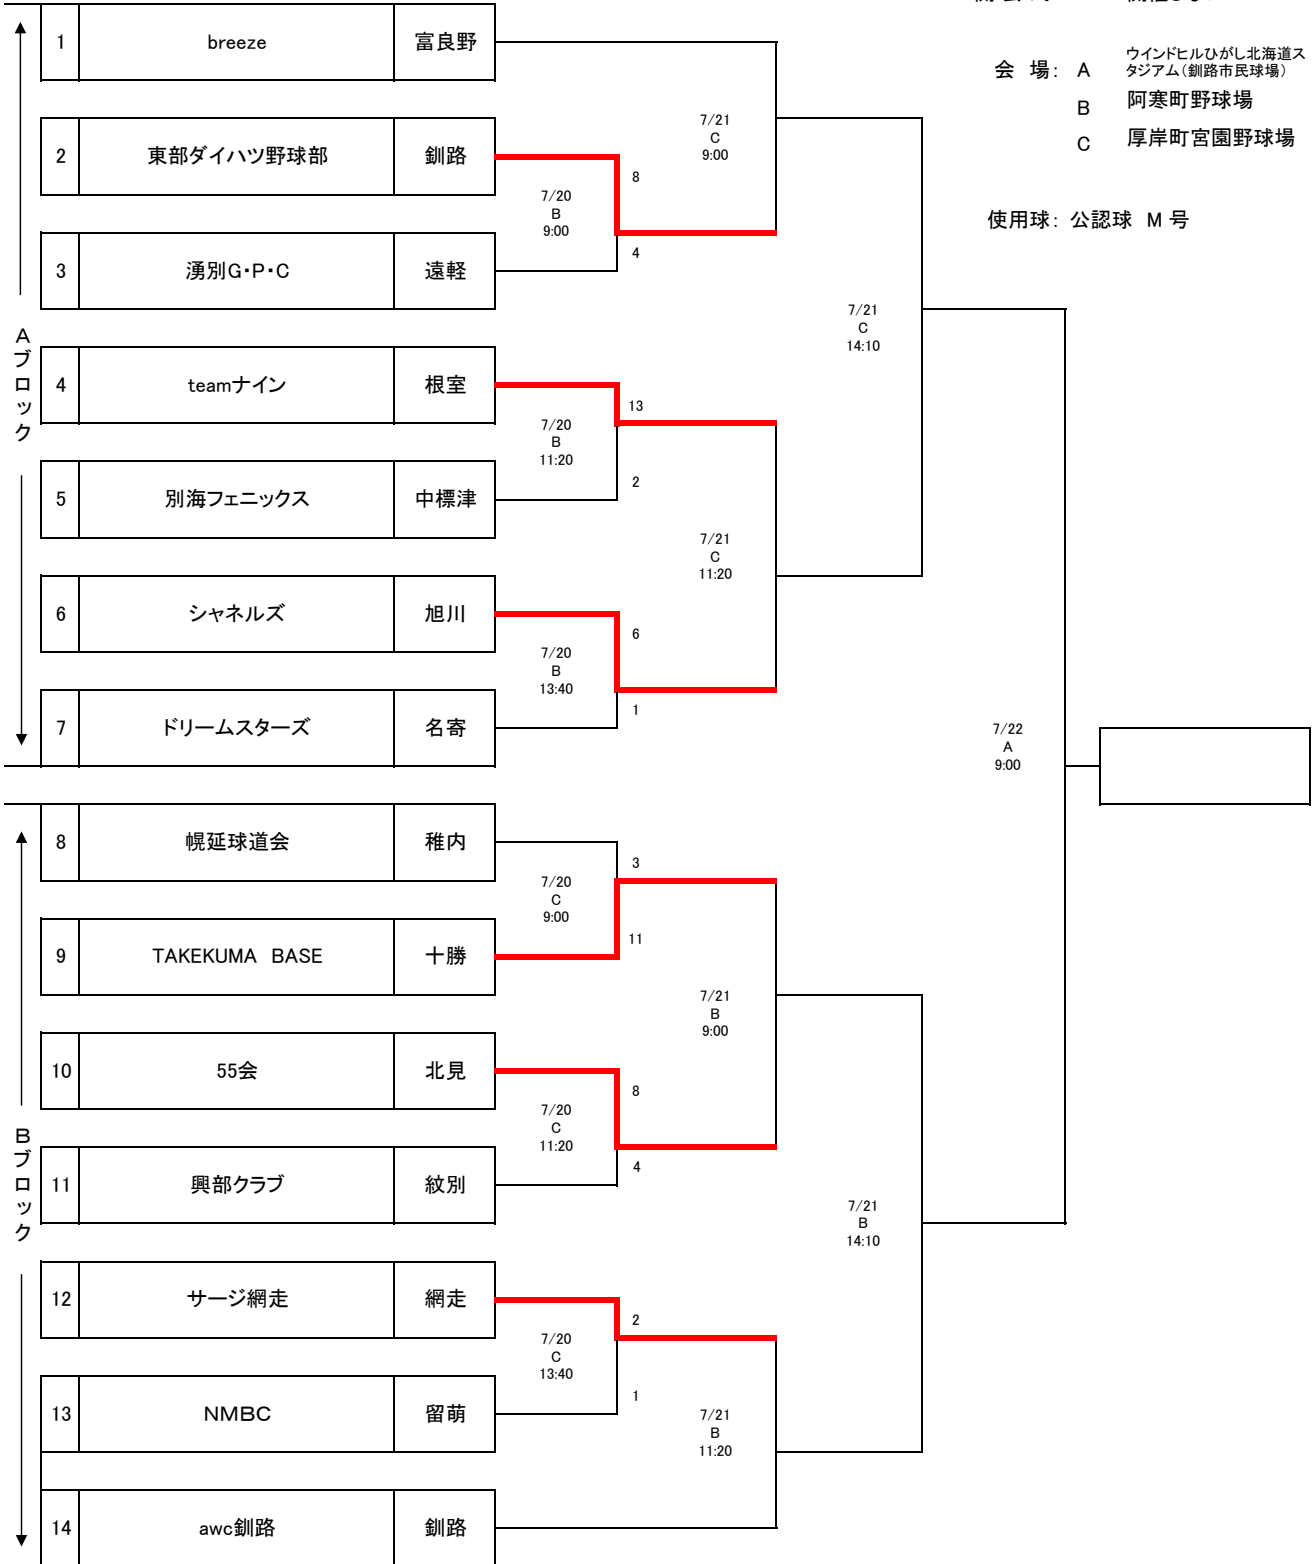 会 場: A ウインドヒルひがし北海道ス
タジアム(釧路市民球場)
B 阿寒町野球場
C 厚岸町宮園野球場
使用球: 公認球 M 号
Aブロック
1 breeze 富良野
2 東部ダイハツ野球部 釧路
3 湧別G・P・C 遠軽
4 teamナイン 根室
5 別海フェニックス 中標津
6 シャネルズ 旭川
7 ドリームスターズ 名寄
7/20
B
9:00
8
4
7/20
B
11:20
13
2
7/20
B
13:40
6
1
7/21
C
9:00
7/21
C
11:20
7/21
C
14:10
7/22
A
9:00
Bブロック
8 幌延球道会 稚内
9 TAKEKUMA BASE 十勝
10 55会 北見
11 興部クラブ 紋別
12 サージ網走 網走
13 NMBC 留萌
14 awc釧路 釧路
7/20
C
9:00
3
11
7/20
C
11:20
8
4
7/20
C
13:40
2
1
7/21
B
9:00
7/21
B
11:20
7/21
B
14:10